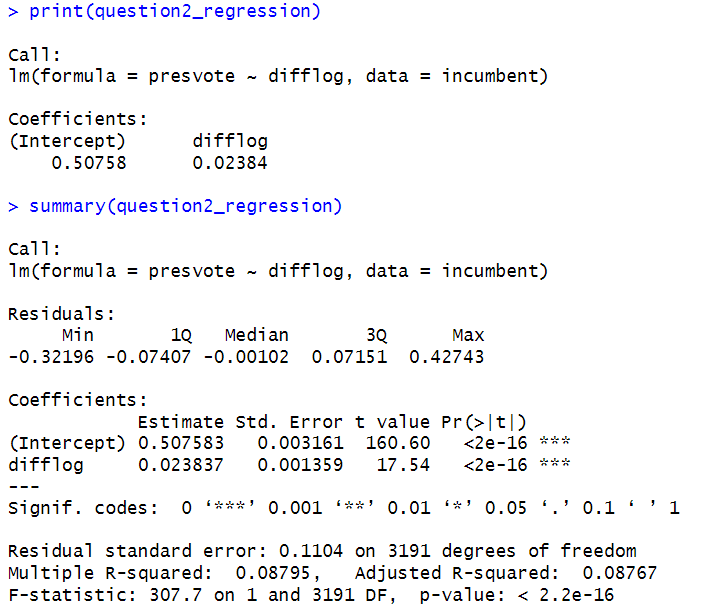 > print(question2_regression)
Call:
lm(formula = presvote ~ difflog, data = incumbent)
Coefficients:
(Intercept)      difflog
    0.50758      0.02384
> summary(question2_regression)
Call:
lm(formula = presvote ~ difflog, data = incumbent)
Residuals:
     Min       1Q   Median       3Q      Max
-0.32196 -0.07407 -0.00102  0.07151  0.42743
Coefficients:
            Estimate Std. Error t value Pr(>|t|)
(Intercept) 0.507583   0.003161  160.60   <2e-16 ***
difflog     0.023837   0.001359   17.54   <2e-16 ***
---
Signif. codes:  0 ‘***’ 0.001 ‘**’ 0.01 ‘*’ 0.05 ‘.’ 0.1 ‘ ’ 1
Residual standard error: 0.1104 on 3191 degrees of freedom
Multiple R-squared:  0.08795,   Adjusted R-squared:  0.08767
F-statistic: 307.7 on 1 and 3191 DF,  p-value: < 2.2e-16